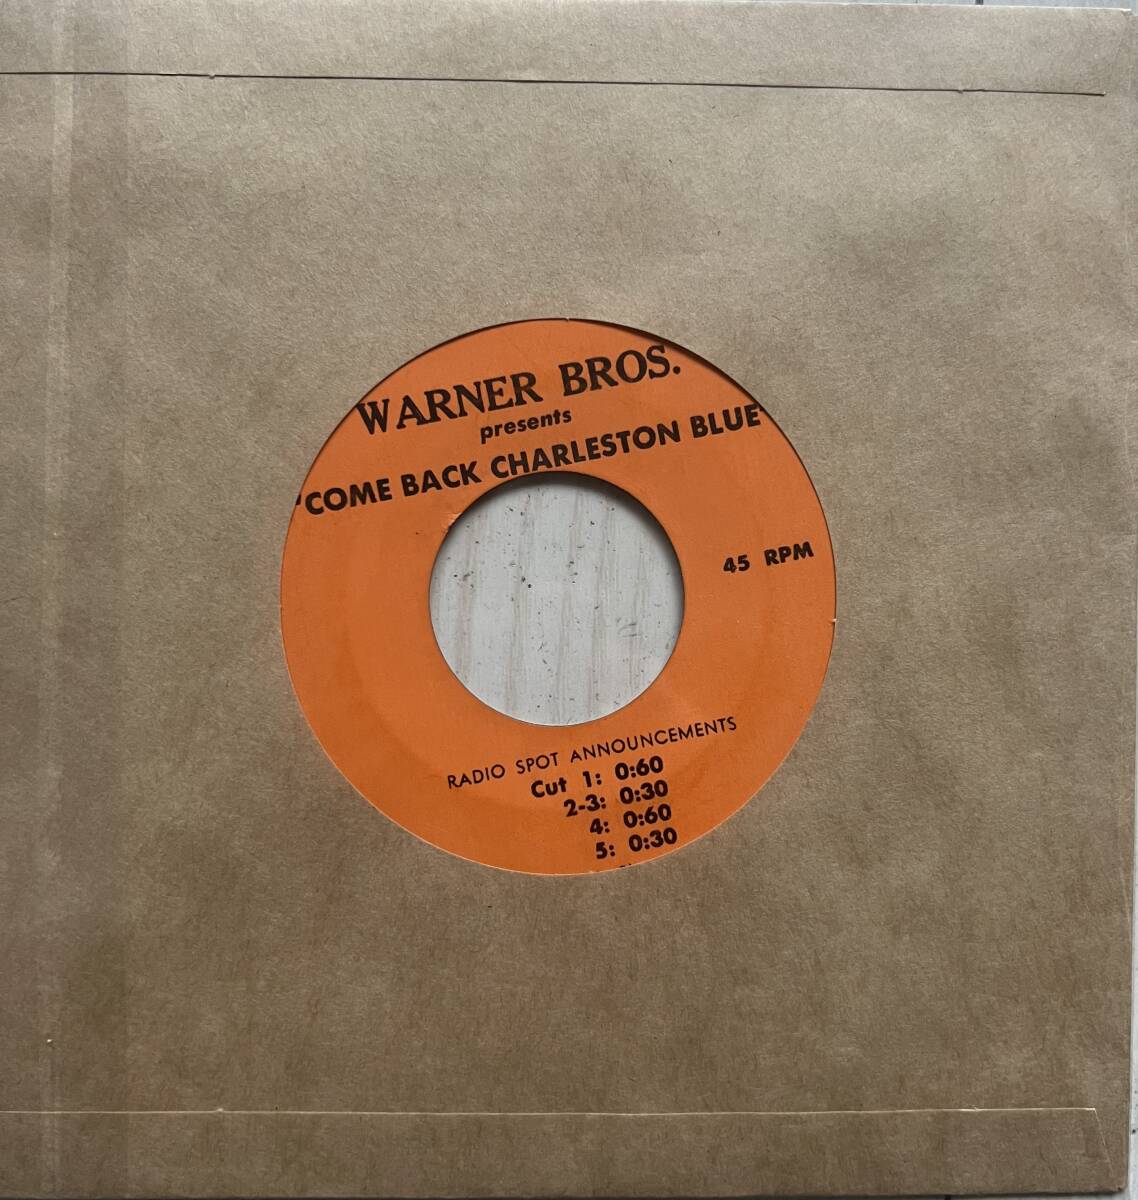 WARNER BROS.
presents
"COME BACK CHARLESTON BLUE"
45 RPM
RADIO SPOT ANNOUNCEMENTS
Cut 1: 0:60
2-3: 0:30
4: 0:60
5: 0:30